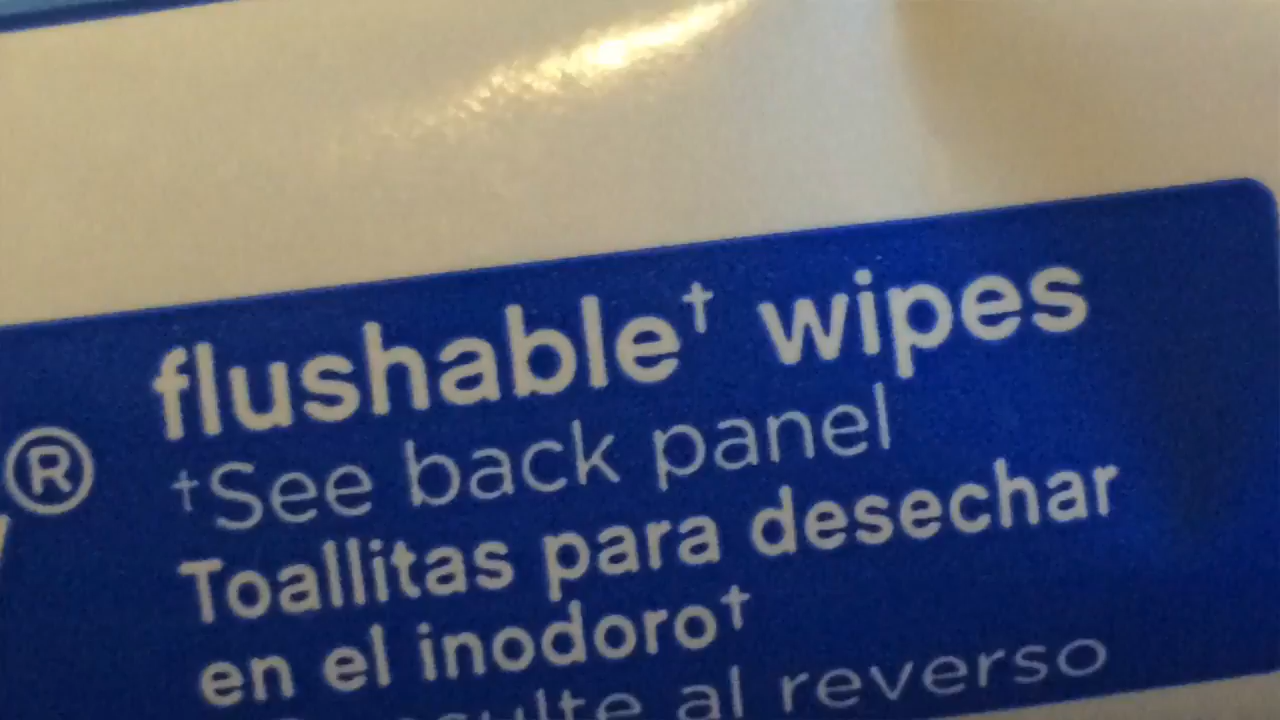 flushable† wipes
®
†See back panel
Toallitas para desechar
en el inodoro†
al reverso